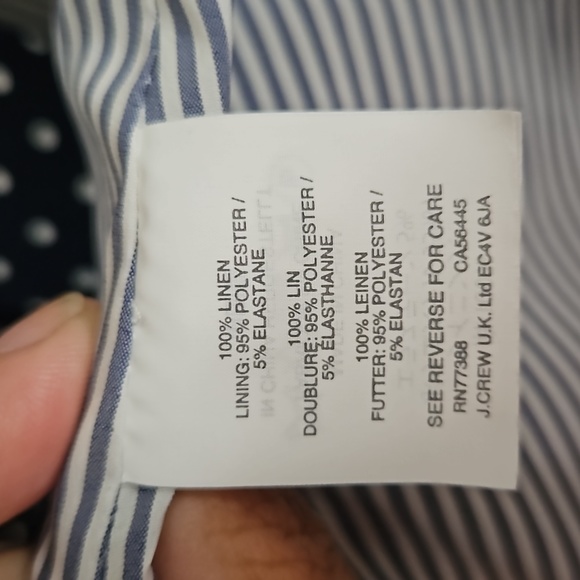 100% LINEN
LINING: 95% POLYESTER /
5% ELASTANE
100% LIN
DOUBLURE: 95% POLYESTER /
5% ÉLASTHANNE
100% LEINEN
FUTTER: 95% POLYESTER /
5% ELASTAN
SEE REVERSE FOR CARE
RN77388 CA56445
J.CREW U.K. Ltd EC4V 6JA